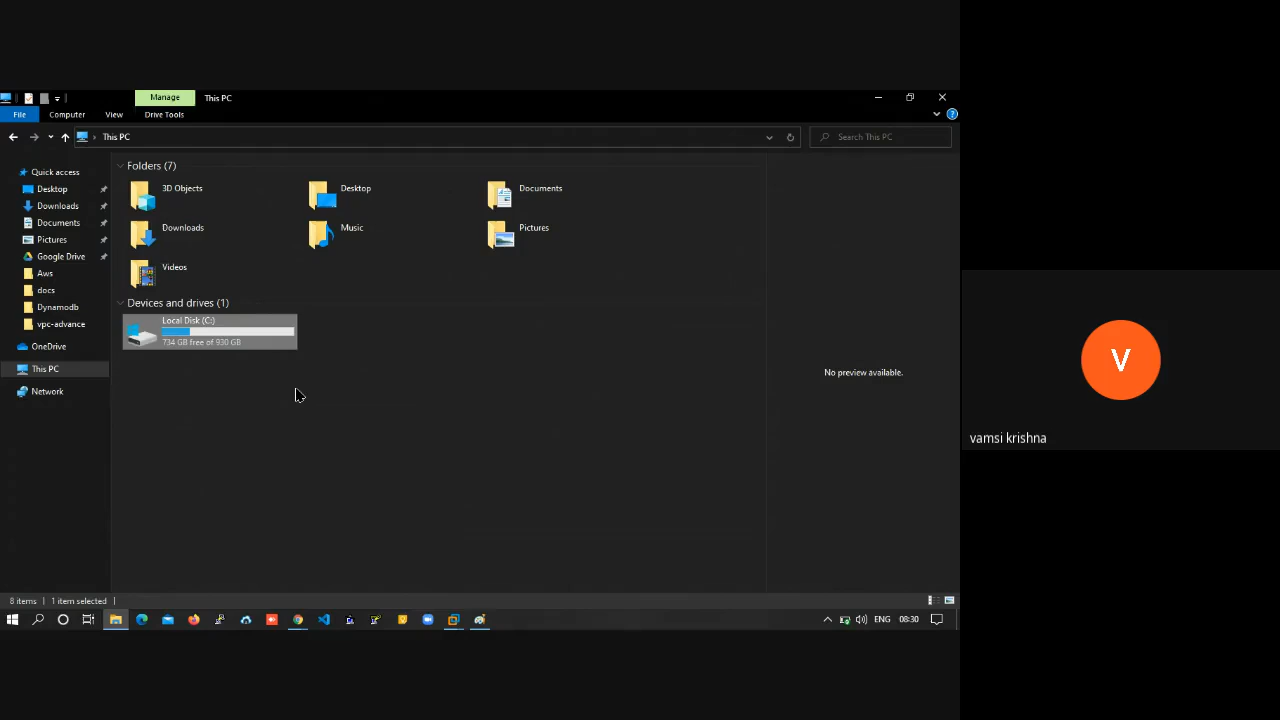 Manage
This PC
File
Computer
View
Drive Tools
This PC
Search This PC
Quick access
Desktop
Downloads
Documents
Pictures
Google Drive
Aws
docs
Dynamodb
vpc-advance
OneDrive
This PC
Network
Folders (7)
3D Objects
Desktop
Documents
Downloads
Music
Pictures
Videos
Devices and drives (1)
Local Disk (C:)
734 GB free of 930 GB
No preview available.
V
vamsi krishna
8 items
1 item selected
ENG
08:30